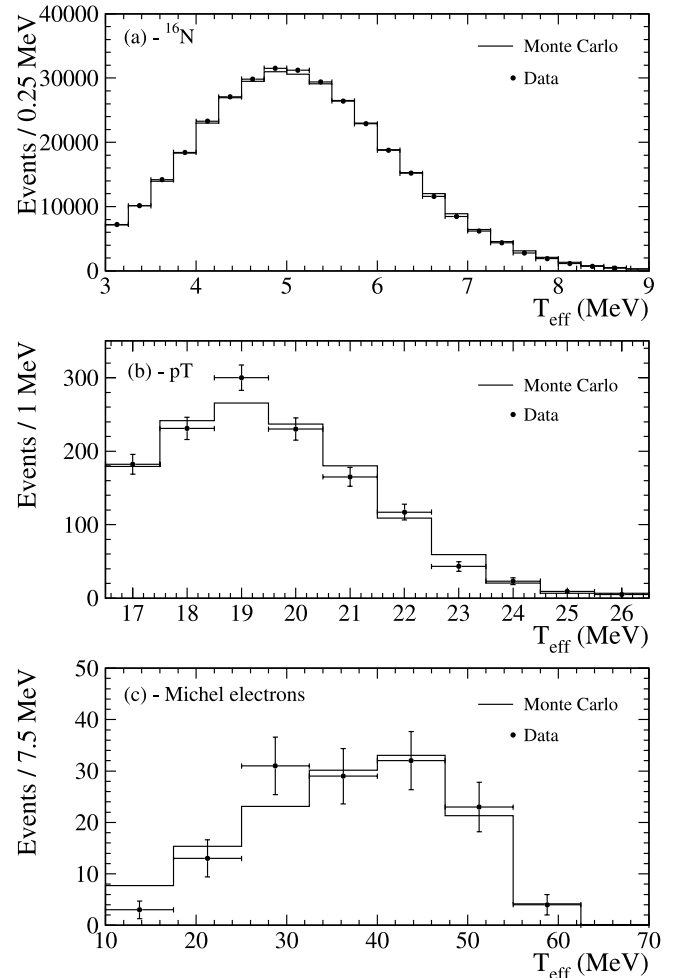 (a) - ¹⁶N
Monte Carlo
Data
Events / 0.25 MeV
40000
30000
20000
10000
0
3 4 5 6 7 8 9
T_eff (MeV)
(b) - pT
Monte Carlo
Data
Events / 1 MeV
300
200
100
0
17 18 19 20 21 22 23 24 25 26
T_eff (MeV)
(c) - Michel electrons
Monte Carlo
Data
Events / 7.5 MeV
50
40
30
20
10
0
10 20 30 40 50 60 70
T_eff (MeV)